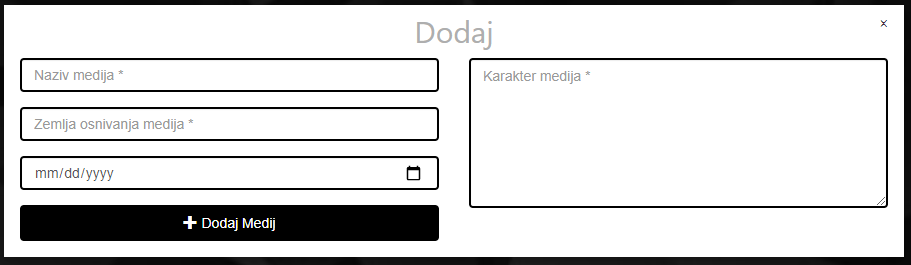 Dodaj
×
Naziv medija *
Zemlja osnivanja medija *
mm/dd/yyyy
Dodaj Medij
Karakter medija *